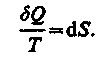 δQ/T = dS.